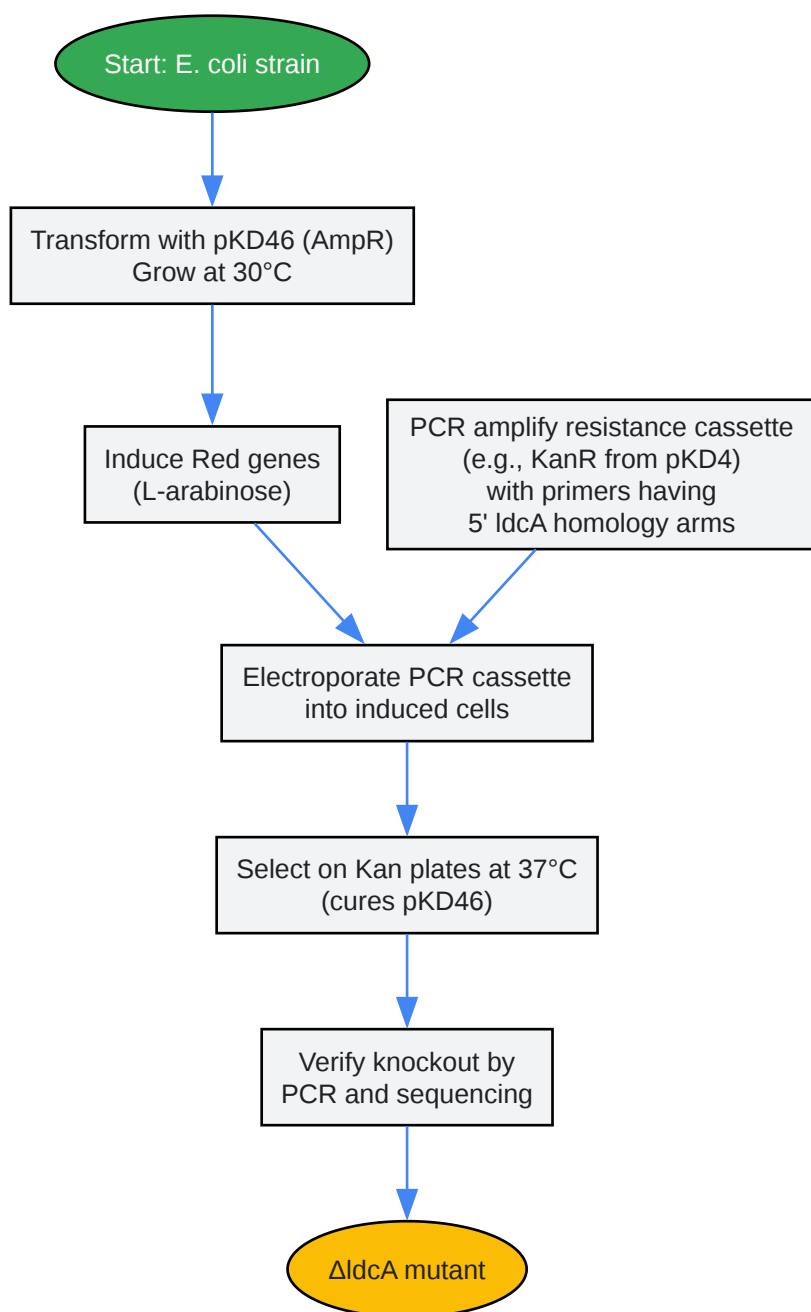 Start: E. coli strain
Transform with pKD46 (AmpR)
Grow at 30°C
Induce Red genes
(L-arabinose)
PCR amplify resistance cassette
(e.g., KanR from pKD4)
with primers having
5' ldcA homology arms
Electroporate PCR cassette
into induced cells
Select on Kan plates at 37°C
(cures pKD46)
Verify knockout by
PCR and sequencing
ΔldcA mutant